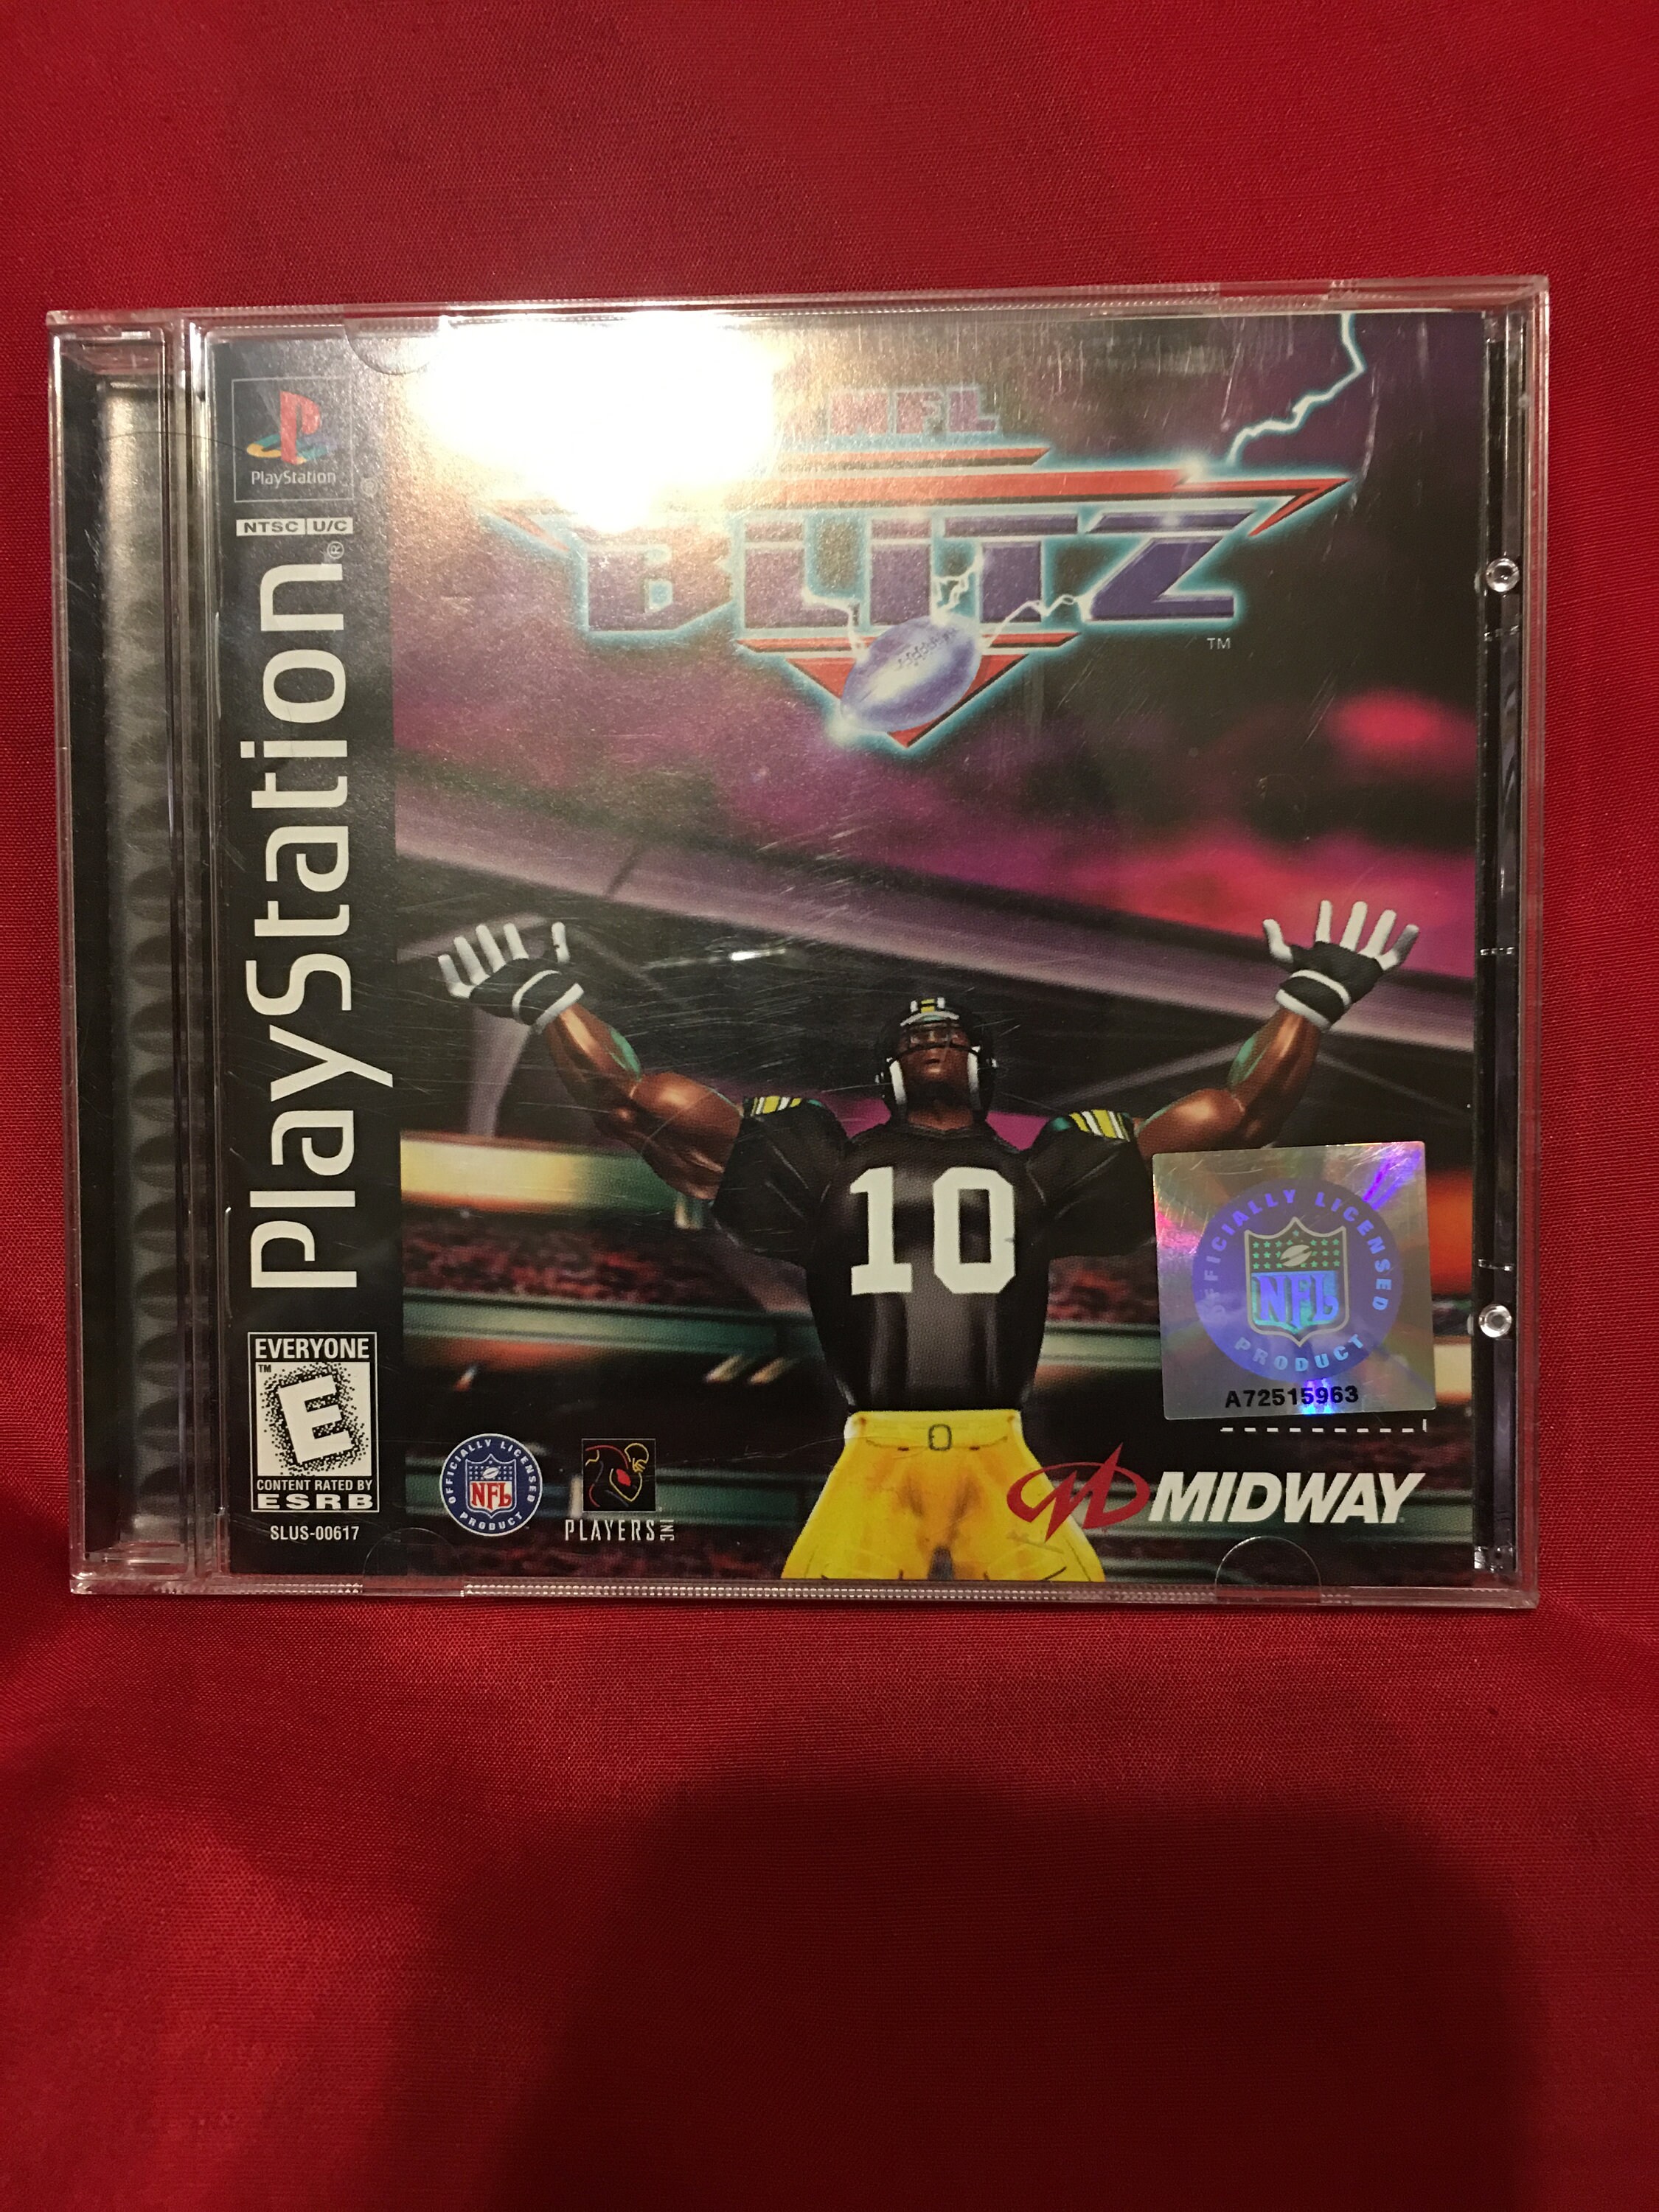 PlayStation
®
NTSC U/C
PlayStation®
EVERYONE
™
E
CONTENT RATED BY
ESRB
SLUS-00617
NFL
BLITZ
™
10
OFFICIALLY LICENSED
NFL
PRODUCT
A72515963
OFFICIALLY LICENSED
NFL
PRODUCT
PLAYERS INC
MIDWAY